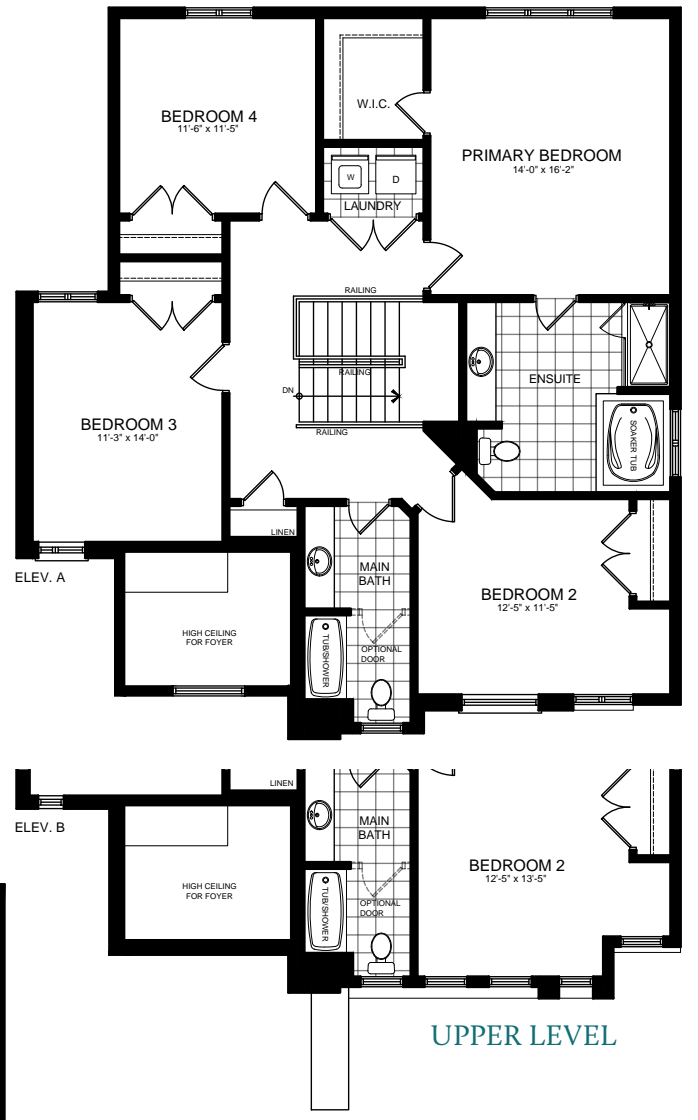 BEDROOM 4
11'-6" x 11'-5"
W.I.C.
PRIMARY BEDROOM
14'-0" x 16'-2"
W
D
LAUNDRY
RAILING
RAILING
DN
RAILING
ENSUITE
SOAKER TUB
BEDROOM 3
11'-3" x 14'-0"
LINEN
MAIN
BATH
BEDROOM 2
12'-5" x 11'-5"
ELEV. A
HIGH CEILING
FOR FOYER
TUB/SHOWER
OPTIONAL
DOOR
LINEN
ELEV. B
MAIN
BATH
BEDROOM 2
12'-5" x 13'-5"
HIGH CEILING
FOR FOYER
TUB/SHOWER
OPTIONAL
DOOR
UPPER LEVEL